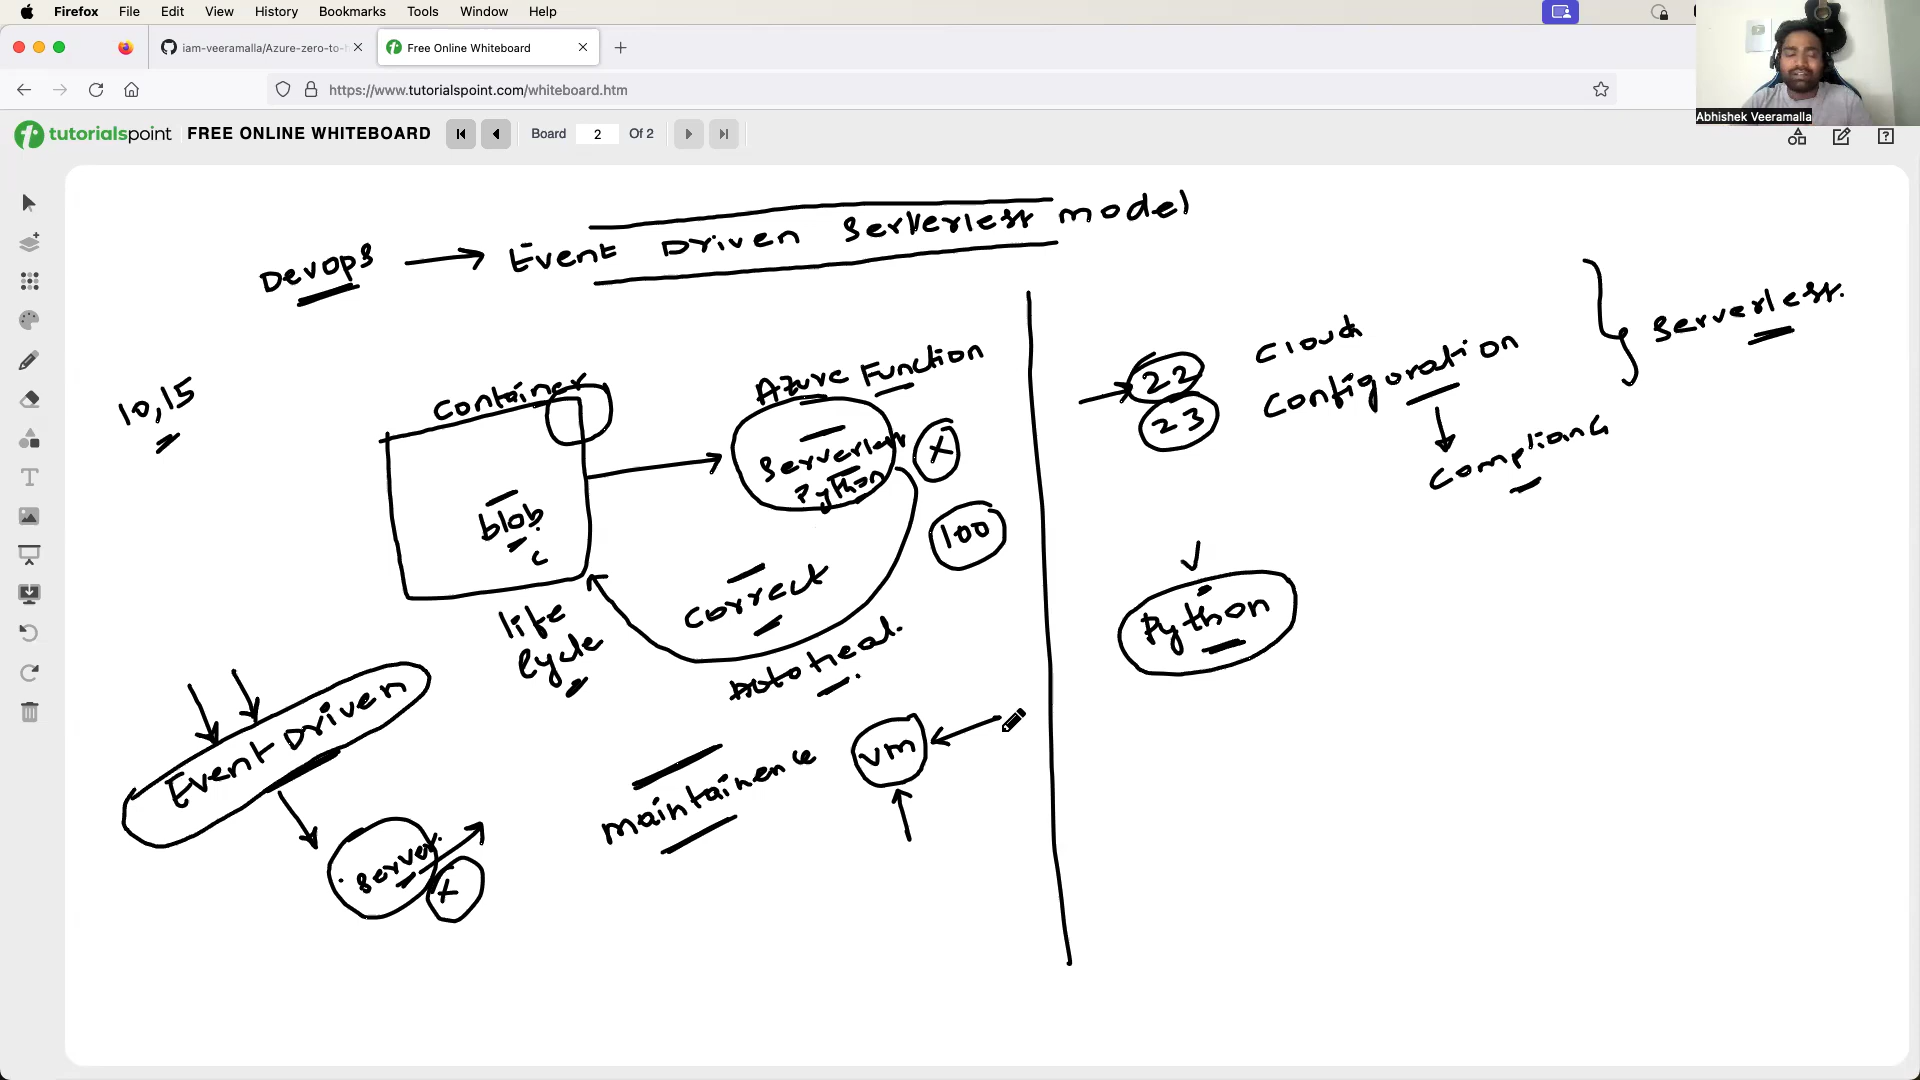 Firefox File Edit View History Bookmarks Tools Window Help
iam-veeramalla/Azure-zero-to-
Free Online Whiteboard
https://www.tutorialspoint.com/whiteboard.htm
Abhishek Veeramalla
tutorialspoint FREE ONLINE WHITEBOARD Board 2 Of 2
Devops → Event Driven Serverless model
10,15
Container
blob
c
life
cycle
Azure Function
Serverless
Python
X
100
correct
Autoheal.
Event Driven
server.
X
maintainence
vm
22
23
Cloud
Configuration
Serverless.
Python